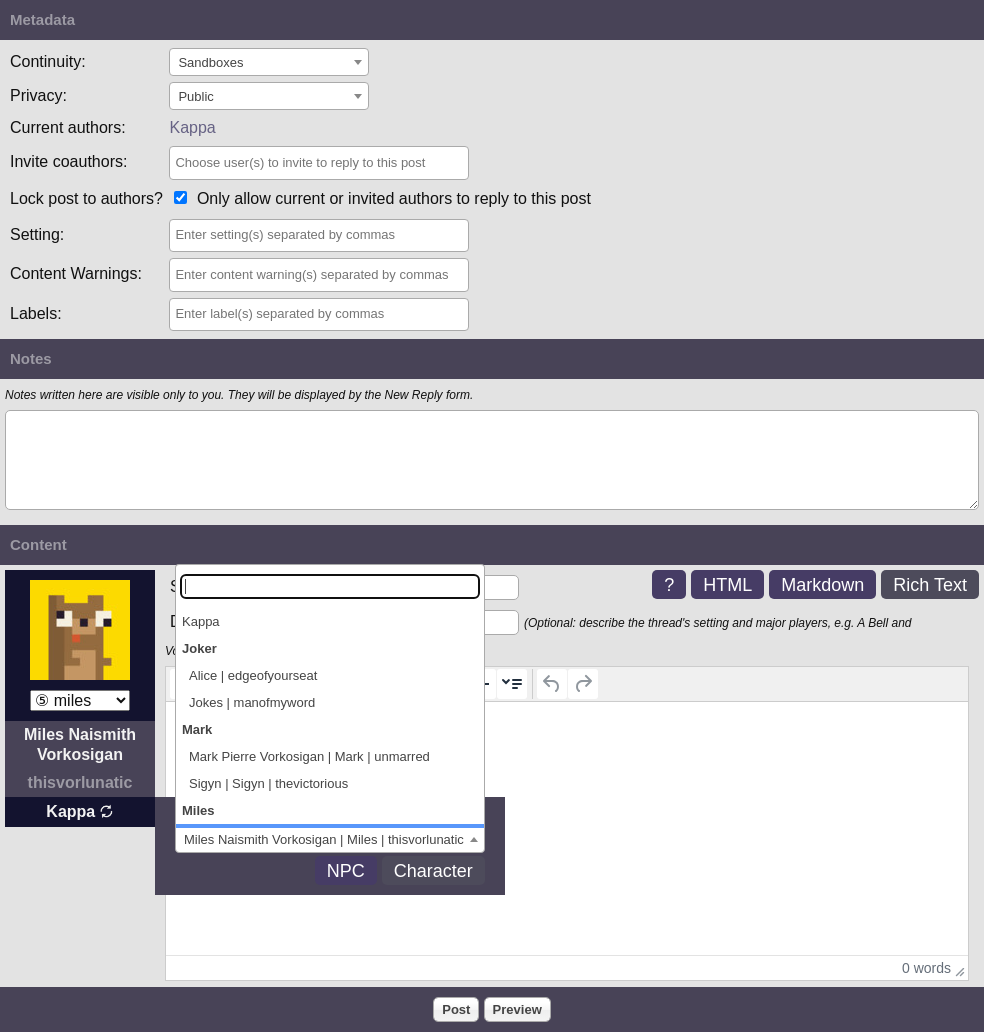 Metadata
Continuity: Sandboxes
Privacy: Public
Current authors: Kappa
Invite coauthors: Choose user(s) to invite to reply to this post
Lock post to authors? Only allow current or invited authors to reply to this post
Setting: Enter setting(s) separated by commas
Content Warnings: Enter content warning(s) separated by commas
Labels: Enter label(s) separated by commas
Notes
Notes written here are visible only to you. They will be displayed by the New Reply form.
Content
? HTML Markdown Rich Text
(Optional: describe the thread's setting and major players, e.g. A Bell and
⑤ miles
Miles Naismith
Vorkosigan
thisvorlunatic
Kappa
Kappa
Joker
Alice | edgeofyourseat
Jokes | manofmyword
Mark
Mark Pierre Vorkosigan | Mark | unmarred
Sigyn | Sigyn | thevictorious
Miles
Miles Naismith Vorkosigan | Miles | thisvorlunatic
NPC Character
0 words
Post Preview